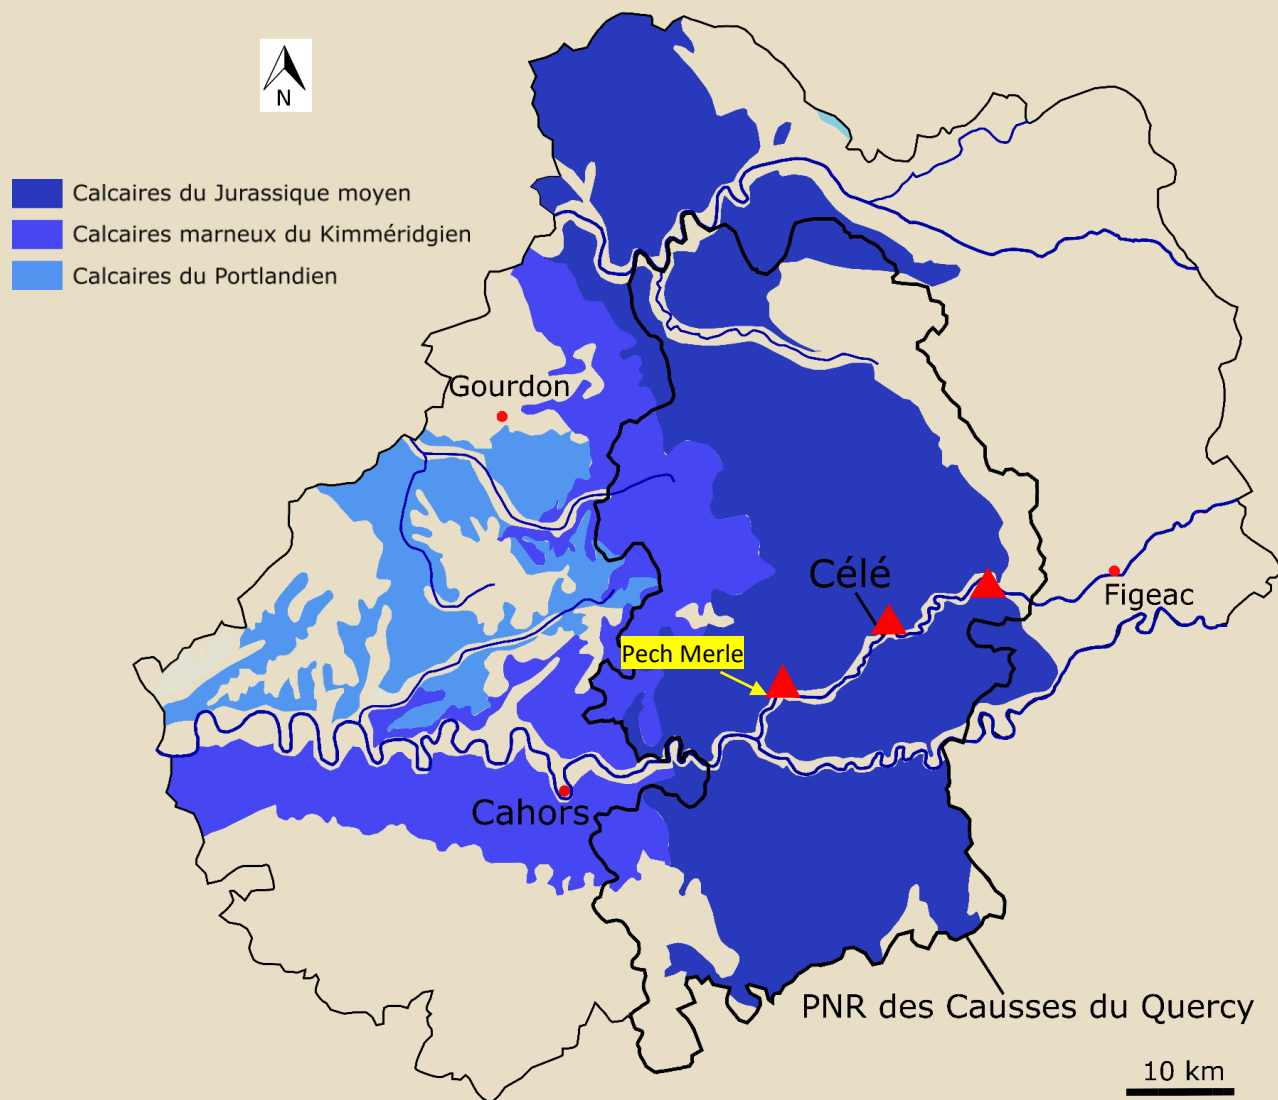 N
Calcaires du Jurassique moyen
Calcaires marneux du Kimméridgien
Calcaires du Portlandien
Gourdon
Célé
Figeac
Pech Merle
Cahors
PNR des Causses du Quercy
10 km